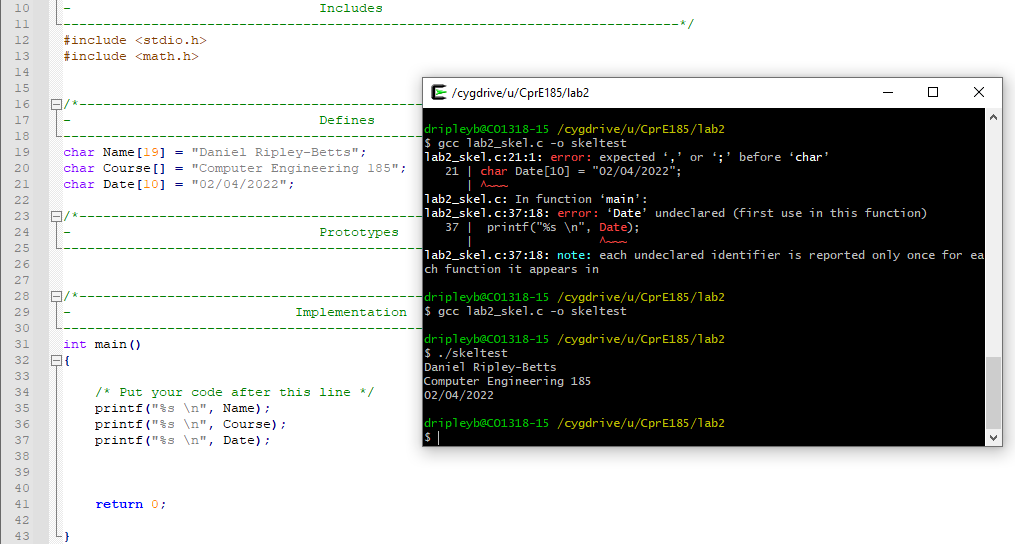 10 - Includes
11 -------------------------------------------------------------------------------*/
12 #include <stdio.h>
13 #include <math.h>
14
15
16 /*--------------------------------------------
17 - Defines
18 ----------------------------------------------
19 char Name[19] = "Daniel Ripley-Betts";
20 char Course[] = "Computer Engineering 185";
21 char Date[10] = "02/04/2022";
22
23 /*--------------------------------------------
24 - Prototypes
25 ----------------------------------------------
26
27
28 /*--------------------------------------------
29 - Implementation
30 ----------------------------------------------
31 int main()
32 {
33
34 /* Put your code after this line */
35 printf("%s \n", Name);
36 printf("%s \n", Course);
37 printf("%s \n", Date);
38
39
40
41 return 0;
42
43 }
/cygdrive/u/CprE185/lab2
dripleyb@CO1318-15 /cygdrive/u/CprE185/lab2
$ gcc lab2_skel.c -o skeltest
lab2_skel.c:21:1: error: expected ‘,’ or ‘;’ before ‘char’
21 | char Date[10] = "02/04/2022";
| ^~~~
lab2_skel.c: In function ‘main’:
lab2_skel.c:37:18: error: ‘Date’ undeclared (first use in this function)
37 | printf("%s \n", Date);
| ^~~~
lab2_skel.c:37:18: note: each undeclared identifier is reported only once for ea
ch function it appears in
dripleyb@CO1318-15 /cygdrive/u/CprE185/lab2
$ gcc lab2_skel.c -o skeltest
dripleyb@CO1318-15 /cygdrive/u/CprE185/lab2
$ ./skeltest
Daniel Ripley-Betts
Computer Engineering 185
02/04/2022
dripleyb@CO1318-15 /cygdrive/u/CprE185/lab2
$